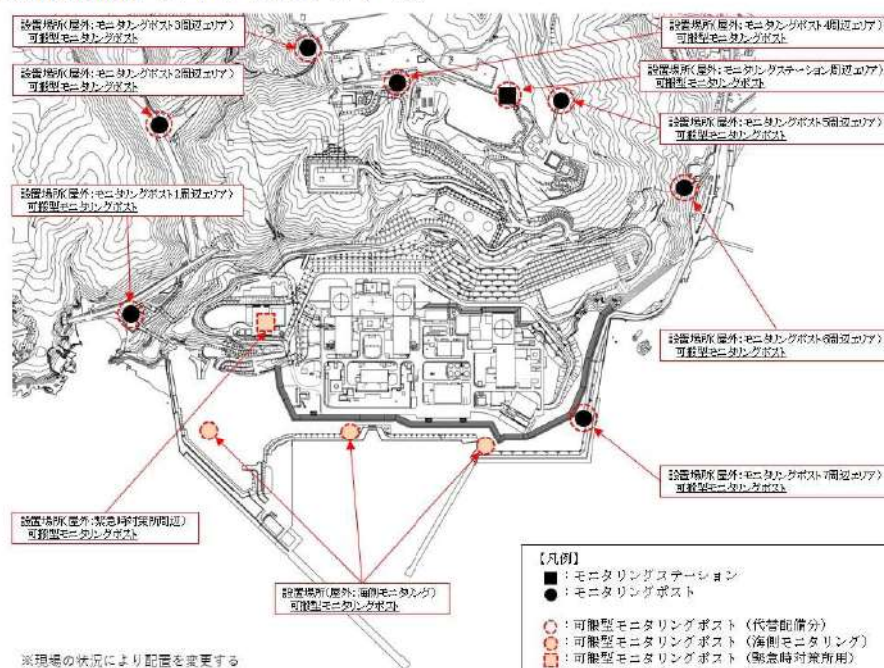 設置場所(屋外:モニタリングポスト3周辺エリア)
可搬型モニタリングポスト
設置場所(屋外:モニタリングポスト2周辺エリア)
可搬型モニタリングポスト
設置場所(屋外:モニタリングポスト1周辺エリア)
可搬型モニタリングポスト
設置場所(屋外:モニタリングポスト4周辺エリア)
可搬型モニタリングポスト
設置場所(屋外:モニタリングステーション周辺エリア)
可搬型モニタリングポスト
設置場所(屋外:モニタリングポスト5周辺エリア)
可搬型モニタリングポスト
設置場所(屋外:モニタリングポスト6周辺エリア)
可搬型モニタリングポスト
設置場所(屋外:モニタリングポスト7周辺エリア)
可搬型モニタリングポスト
設置場所(屋外:緊急時対策所周辺)
可搬型モニタリングポスト
設置場所(屋外:海側モニタリング)
可搬型モニタリングポスト
【凡例】
■:モニタリングステーション
●:モニタリングポスト
:可搬型モニタリングポスト(代替配備分)
:可搬型モニタリングポスト(海側モニタリング)
:可搬型モニタリングポスト(緊急時対策所用)
※現場の状況により配置を変更する